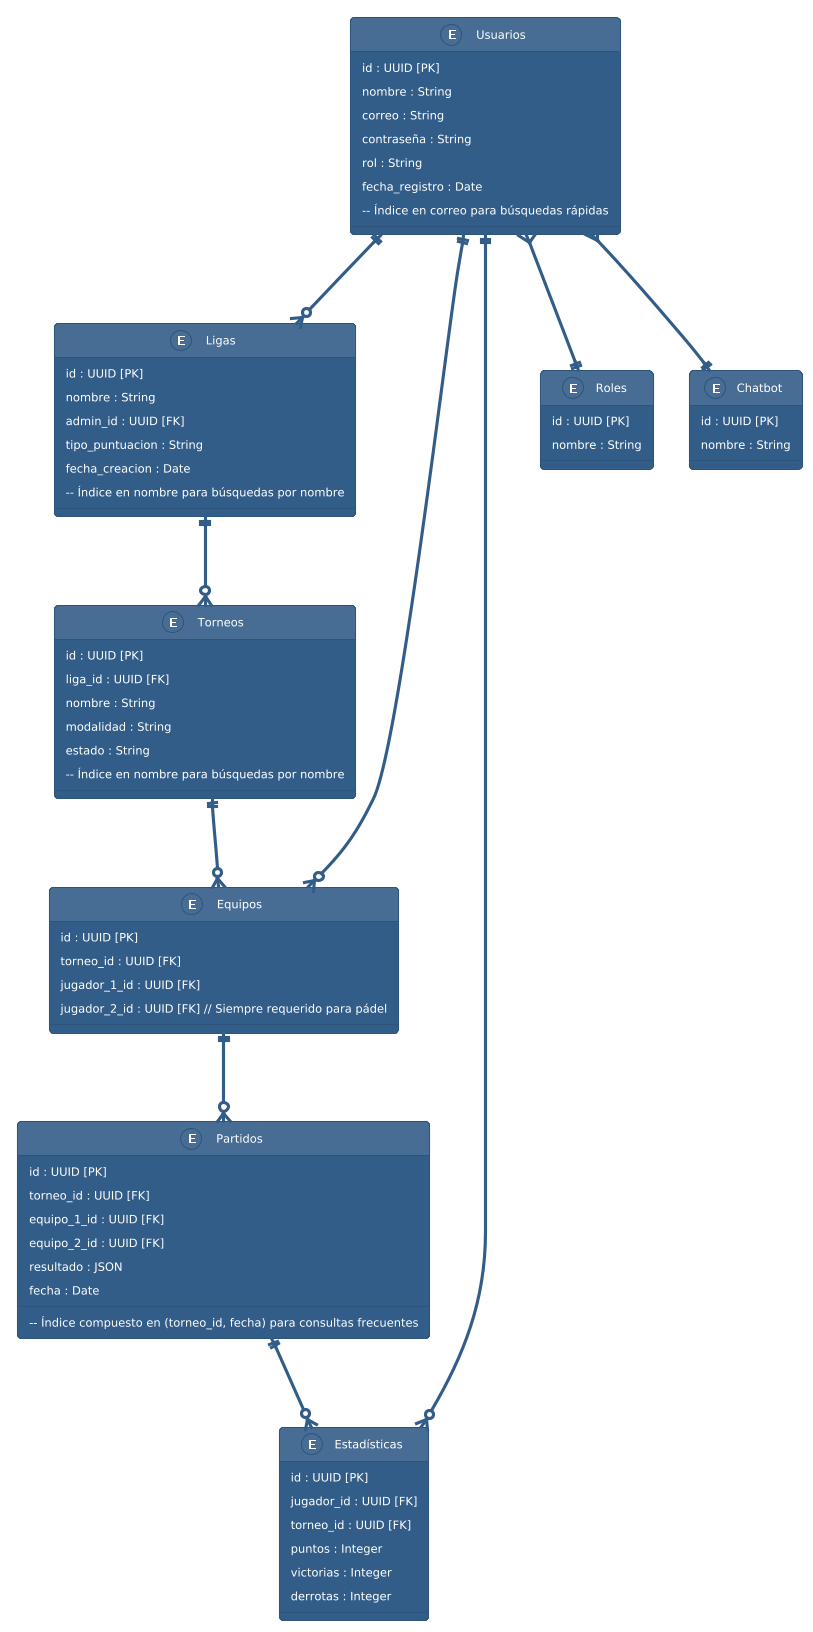 E Usuarios
id : UUID [PK]
nombre : String
correo : String
contraseña : String
rol : String
fecha_registro : Date
-- Índice en correo para búsquedas rápidas
E Ligas
id : UUID [PK]
nombre : String
admin_id : UUID [FK]
tipo_puntuacion : String
fecha_creacion : Date
-- Índice en nombre para búsquedas por nombre
E Roles
id : UUID [PK]
nombre : String
E Chatbot
id : UUID [PK]
nombre : String
E Torneos
id : UUID [PK]
liga_id : UUID [FK]
nombre : String
modalidad : String
estado : String
-- Índice en nombre para búsquedas por nombre
E Equipos
id : UUID [PK]
torneo_id : UUID [FK]
jugador_1_id : UUID [FK]
jugador_2_id : UUID [FK] // Siempre requerido para pádel
E Partidos
id : UUID [PK]
torneo_id : UUID [FK]
equipo_1_id : UUID [FK]
equipo_2_id : UUID [FK]
resultado : JSON
fecha : Date
-- Índice compuesto en (torneo_id, fecha) para consultas frecuentes
E Estadísticas
id : UUID [PK]
jugador_id : UUID [FK]
torneo_id : UUID [FK]
puntos : Integer
victorias : Integer
derrotas : Integer